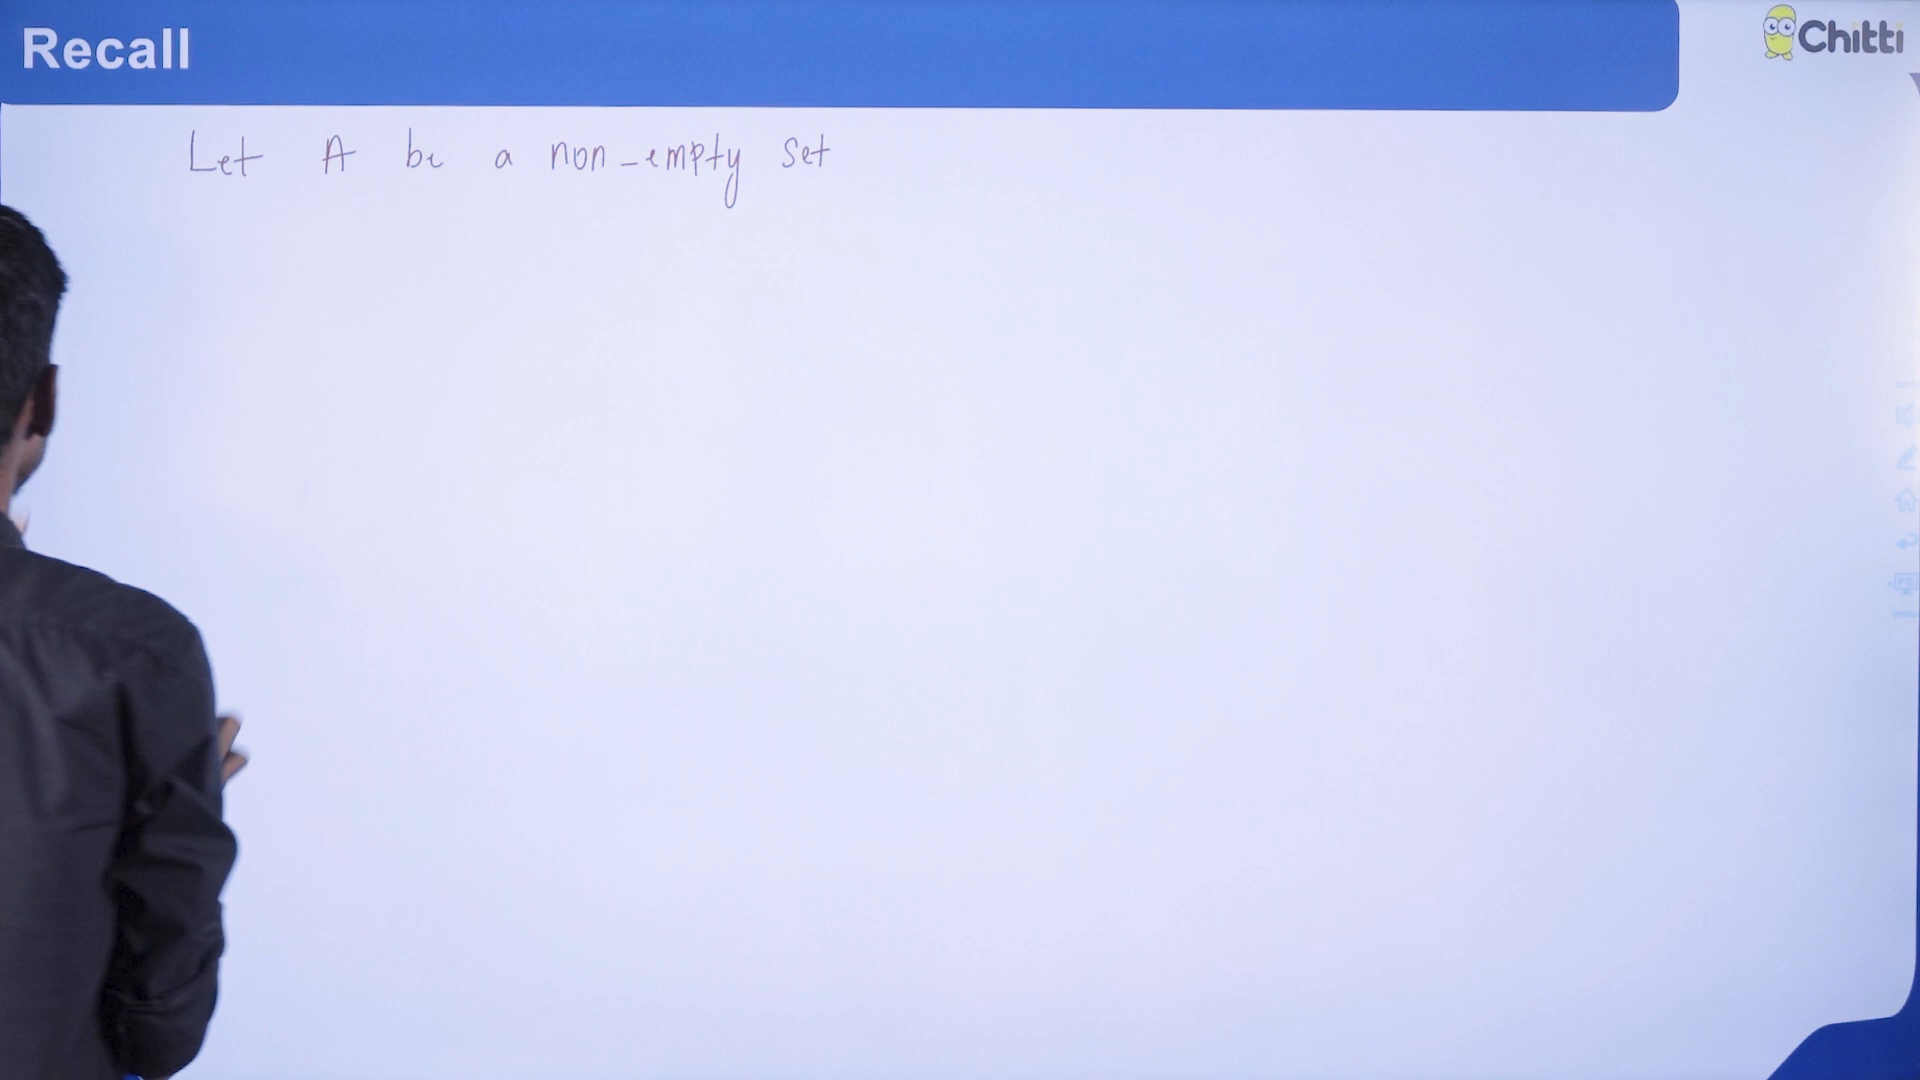 Recall
Chitti
Let A be a non-empty set